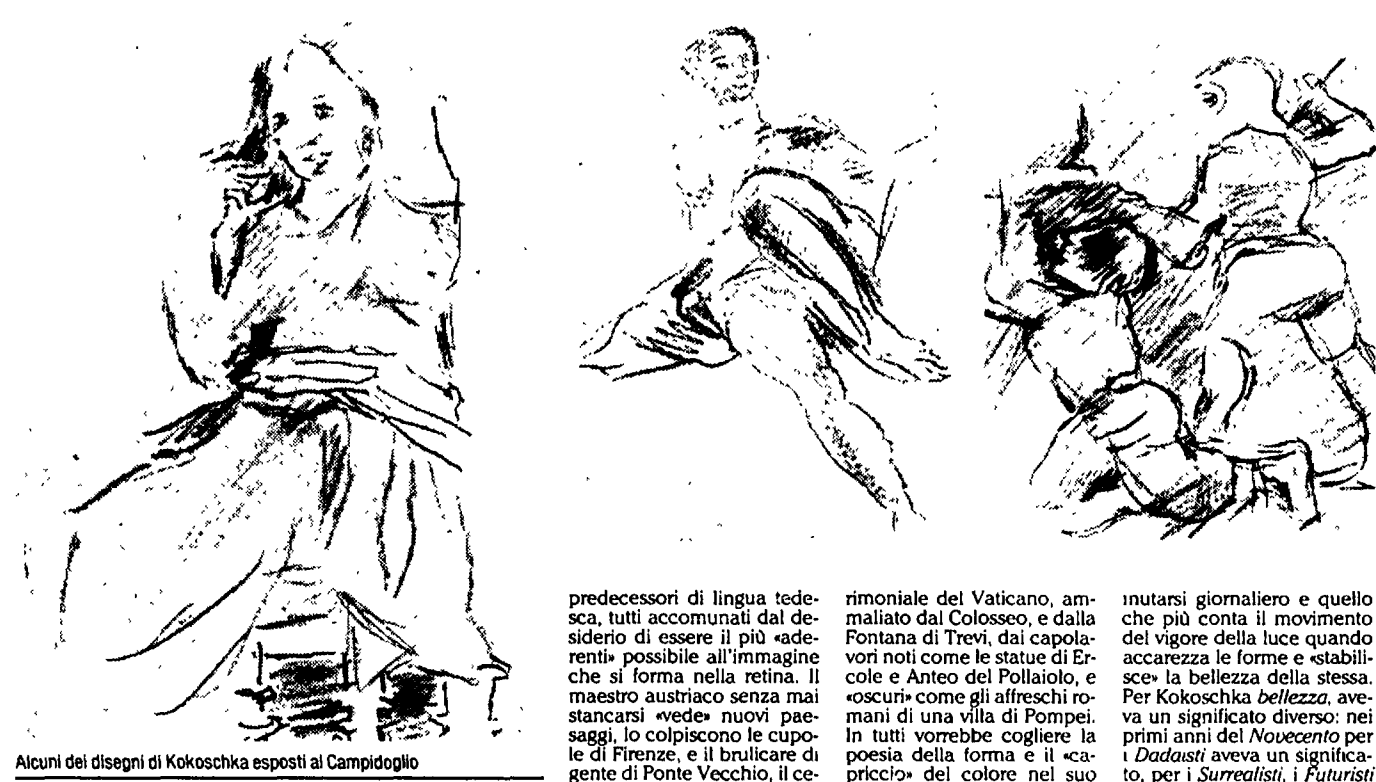 Alcuni dei disegni di Kokoschka esposti al Campidoglio
predecessori di lingua tede-
sca, tutti accomunati dal de-
siderio di essere il più «ade-
renti» possibile all'immagine
che si forma nella retina. Il
maestro austriaco senza mai
stancarsi «vede» nuovi pae-
saggi, lo colpiscono le cupo-
le di Firenze, e il brulicare di
gente di Ponte Vecchio, il ce-
rimoniale del Vaticano, am-
maliato dal Colosseo, e dalla
Fontana di Trevi, dai capola-
vori noti come le statue di Er-
cole e Anteo del Pollaiolo, e
«oscuri» come gli affreschi ro-
mani di una villa di Pompei.
In tutti vorrebbe cogliere la
poesia della forma e il «ca-
priccio» del colore nel suo
mutarsi giornaliero e quello
che più conta il movimento
del vigore della luce quando
accarezza le forme e «stabili-
sce» la bellezza della stessa.
Per Kokoschka bellezza, ave-
va un significato diverso: nei
primi anni del Novecento per
i Dadaisti aveva un significa-
to, per i Surrealisti, i Futuristi